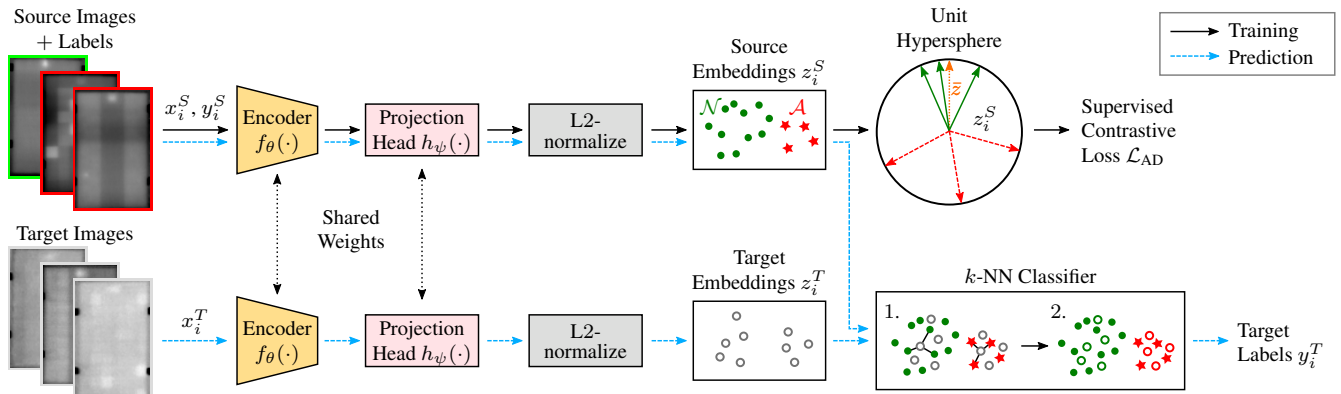 Source Images
+ Labels
x_i^S, y_i^S
Encoder
f_θ(·)
Projection
Head h_ψ(·)
L2-
normalize
Source
Embeddings z_i^S
𝒩
𝒜
Unit
Hypersphere
z̄
z_i^S
Supervised
Contrastive
Loss ℒ_AD
Training
Prediction
Shared
Weights
Target Images
x_i^T
Encoder
f_θ(·)
Projection
Head h_ψ(·)
L2-
normalize
Target
Embeddings z_i^T
k-NN Classifier
1.
2.
Target
Labels y_i^T